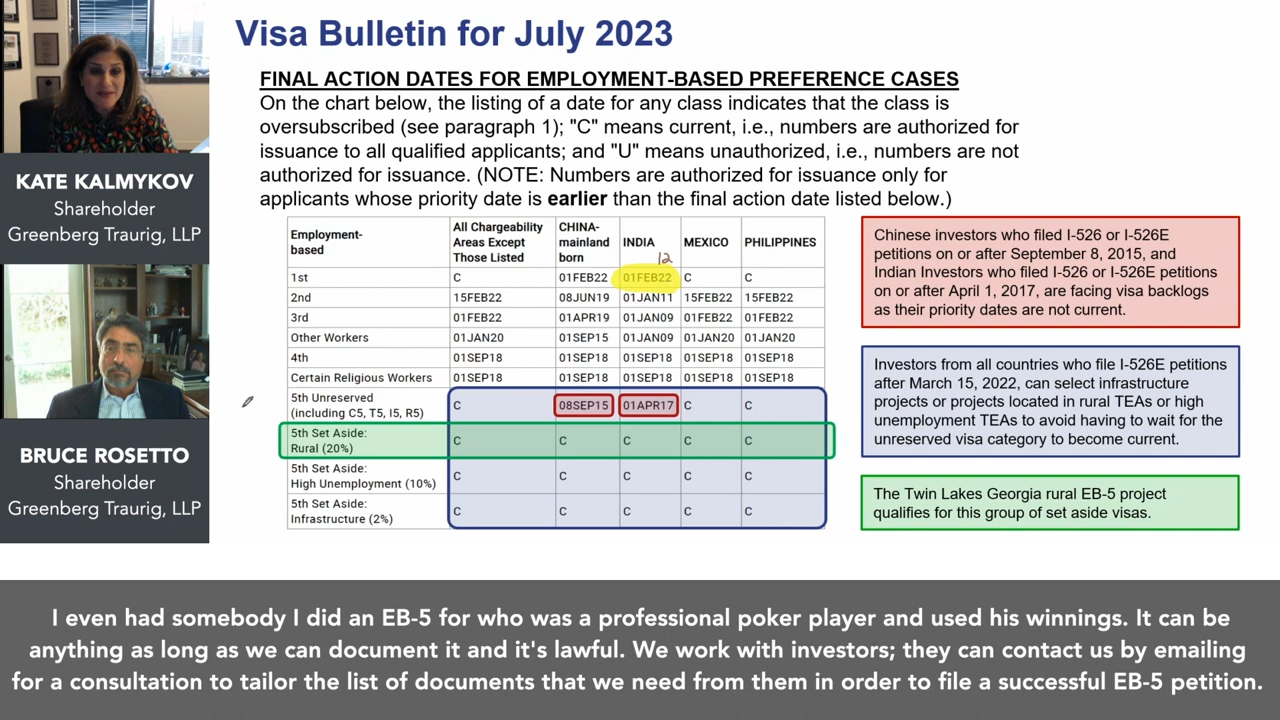 Visa Bulletin for July 2023
FINAL ACTION DATES FOR EMPLOYMENT-BASED PREFERENCE CASES
On the chart below, the listing of a date for any class indicates that the class is
oversubscribed (see paragraph 1); "C" means current, i.e., numbers are authorized for
issuance to all qualified applicants; and "U" means unauthorized, i.e., numbers are not
authorized for issuance. (NOTE: Numbers are authorized for issuance only for
applicants whose priority date is earlier than the final action date listed below.)
KATE KALMYKOV
Shareholder
Greenberg Traurig, LLP
BRUCE ROSETTO
Shareholder
Greenberg Traurig, LLP
Employment-
based
All Chargeability
Areas Except
Those Listed
CHINA-
mainland
born
INDIA
MEXICO
PHILIPPINES
12
1st C 01FEB22 01FEB22 C C
2nd 15FEB22 08JUN19 01JAN11 15FEB22 15FEB22
3rd 01FEB22 01APR19 01JAN09 01FEB22 01FEB22
Other Workers 01JAN20 01SEP15 01JAN09 01JAN20 01JAN20
4th 01SEP18 01SEP18 01SEP18 01SEP18 01SEP18
Certain Religious Workers 01SEP18 01SEP18 01SEP18 01SEP18 01SEP18
5th Unreserved
(including C5, T5, I5, R5) C 08SEP15 01APR17 C C
5th Set Aside:
Rural (20%) C C C C C
5th Set Aside:
High Unemployment (10%) C C C C C
5th Set Aside:
Infrastructure (2%) C C C C C
Chinese investors who filed I-526 or I-526E
petitions on or after September 8, 2015, and
Indian Investors who filed I-526 or I-526E petitions
on or after April 1, 2017, are facing visa backlogs
as their priority dates are not current.
Investors from all countries who file I-526E petitions
after March 15, 2022, can select infrastructure
projects or projects located in rural TEAs or high
unemployment TEAs to avoid having to wait for the
unreserved visa category to become current.
The Twin Lakes Georgia rural EB-5 project
qualifies for this group of set aside visas.
I even had somebody I did an EB-5 for who was a professional poker player and used his winnings. It can be
anything as long as we can document it and it's lawful. We work with investors; they can contact us by emailing
for a consultation to tailor the list of documents that we need from them in order to file a successful EB-5 petition.